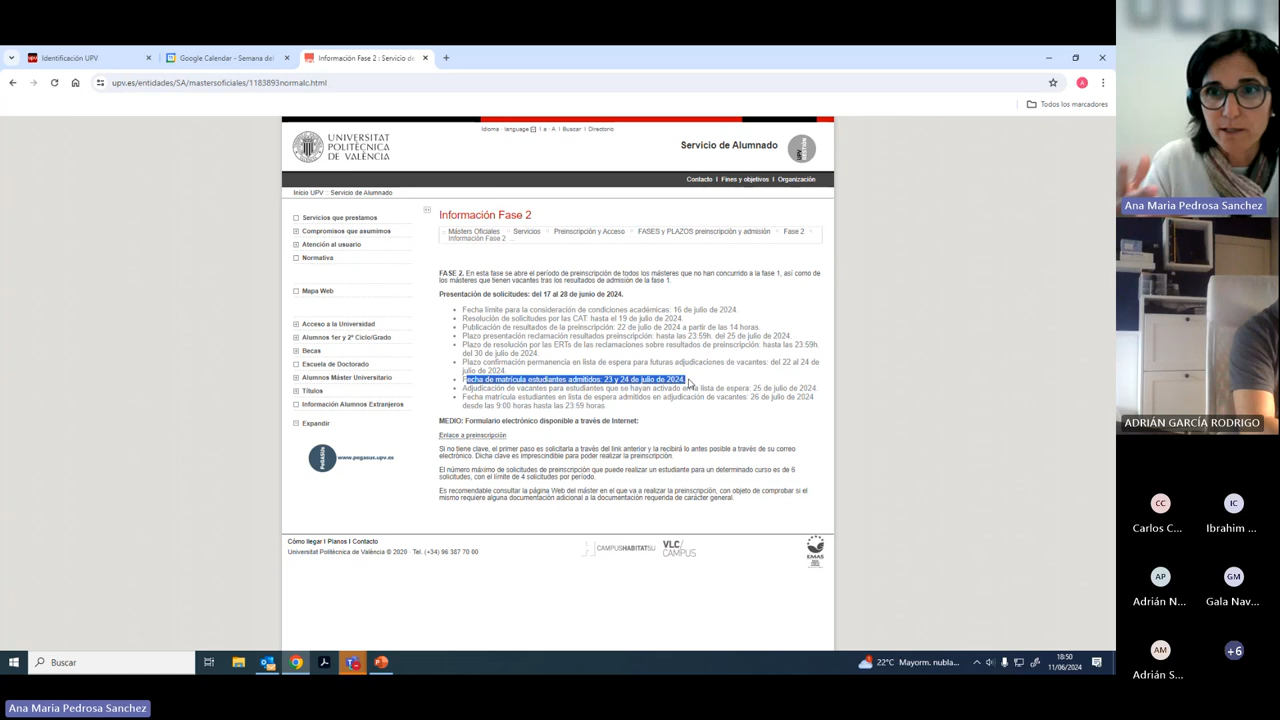 Identificación UPV
Google Calendar - Semana del
Información Fase 2 : Servicio de
upv.es/entidades/SA/mastersoficiales/1183893normalc.html
A
Todos los marcadores
Idioma · language | a · A | Buscar | Directorio
UNIVERSITAT
POLITÈCNICA
DE VALÈNCIA
Servicio de Alumnado
Contacto | Fines y objetivos | Organización
Inicio UPV :: Servicio de Alumnado
Servicios que prestamos
Compromisos que asumimos
Atención al usuario
Normativa
Mapa Web
Acceso a la Universidad
Alumnos 1er y 2º Ciclo/Grado
Becas
Escuela de Doctorado
Alumnos Máster Universitario
Títulos
Información Alumnos Extranjeros
Expandir
www.pegasus.upv.es
Información Fase 2
Másters Oficiales :: Servicios :: Preinscripción y Acceso :: FASES y PLAZOS preinscripción y admisión :: Fase 2 ::
Información Fase 2 ::
FASE 2. En esta fase se abre el período de preinscripción de todos los másteres que no han concurrido a la fase 1, así como de
los másteres que tienen vacantes tras los resultados de admisión de la fase 1.
Presentación de solicitudes: del 17 al 28 de junio de 2024.
Fecha límite para la consideración de condiciones académicas: 16 de julio de 2024.
Resolución de solicitudes por las CAT: hasta el 19 de julio de 2024.
Publicación de resultados de la preinscripción: 22 de julio de 2024 a partir de las 14 horas.
Plazo presentación reclamación resultados preinscripción: hasta las 23:59h. del 25 de julio de 2024.
Plazo de resolución por las ERTs de las reclamaciones sobre resultados de preinscripción: hasta las 23:59h.
del 30 de julio de 2024.
Plazo confirmación permanencia en lista de espera para futuras adjudicaciones de vacantes: del 22 al 24 de
julio de 2024.
Fecha de matrícula estudiantes admitidos: 23 y 24 de julio de 2024.
Adjudicación de vacantes para estudiantes que se hayan activado en la lista de espera: 25 de julio de 2024.
Fecha matrícula estudiantes en lista de espera admitidos en adjudicación de vacantes: 26 de julio de 2024
desde las 9:00 horas hasta las 23:59 horas.
MEDIO: Formulario electrónico disponible a través de Internet:
Enlace a preinscripción
Si no tiene clave, el primer paso es solicitarla a través del link anterior y la recibirá lo antes posible a través de su correo
electrónico. Dicha clave es imprescindible para poder realizar la preinscripción.
El número máximo de solicitudes de preinscripción que puede realizar un estudiante para un determinado curso es de 6
solicitudes, con el límite de 4 solicitudes por período.
Es recomendable consultar la página Web del máster en el que va a realizar la preinscripción, con objeto de comprobar si el
mismo requiere alguna documentación adicional a la documentación requerida de carácter general.
Cómo llegar | Planos | Contacto
Universitat Politècnica de València © 2020 · Tel. (+34) 96 387 70 00
CAMPUSHABITAT5U
VLC/
CAMPUS
EMAS
Buscar
22°C Mayorm. nubla...
18:50
11/06/2024
Ana Maria Pedrosa Sanchez
Ana Maria Pedrosa Sanchez
ADRIÁN GARCÍA RODRIGO
CC
Carlos C...
IC
Ibrahim ...
AP
Adrián N...
GM
Gala Nav...
AM
Adrián S...
+6